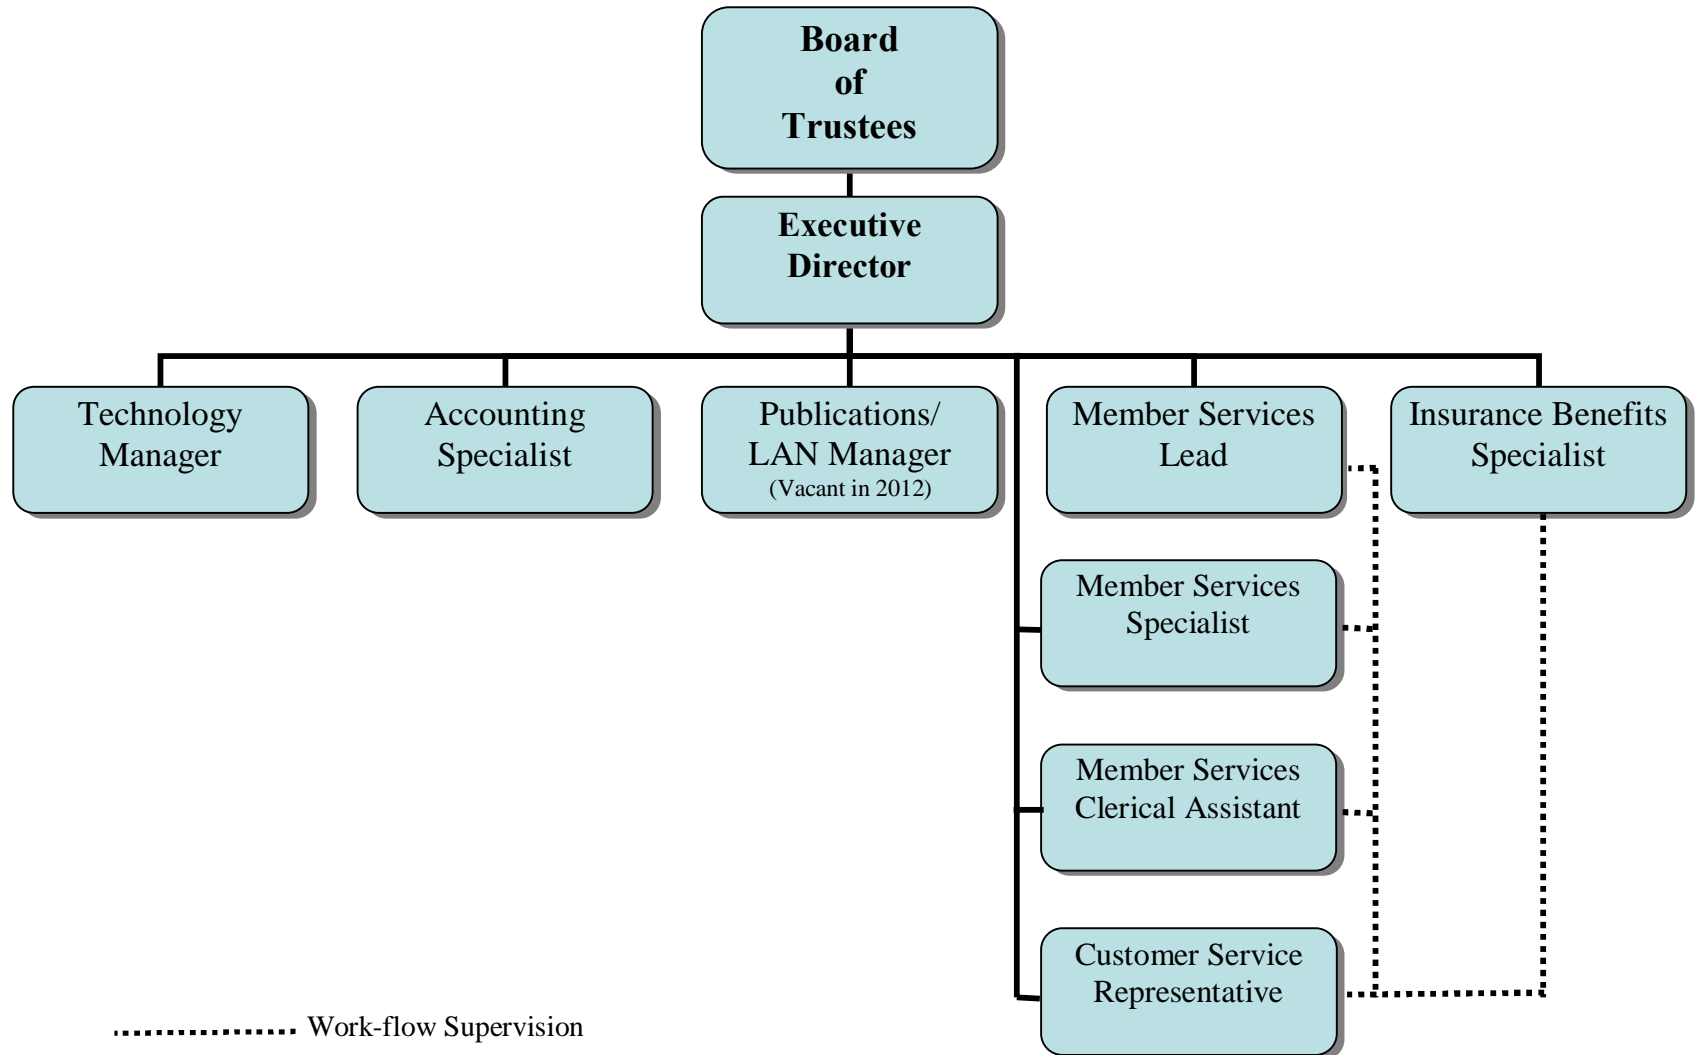 Board
of
Trustees
Executive
Director
Technology
Manager
Accounting
Specialist
Publications/
LAN Manager
(Vacant in 2012)
Member Services
Lead
Insurance Benefits
Specialist
Member Services
Specialist
Member Services
Clerical Assistant
Customer Service
Representative
Work-flow Supervision